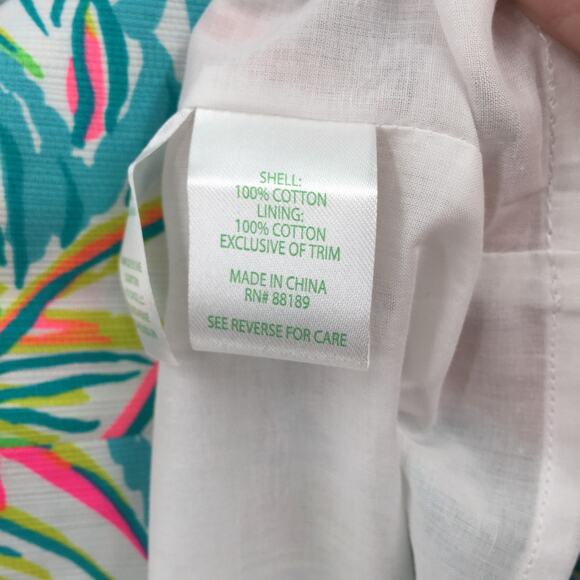 SHELL:
100% COTTON
LINING:
100% COTTON
EXCLUSIVE OF TRIM
MADE IN CHINA
RN# 88189
SEE REVERSE FOR CARE